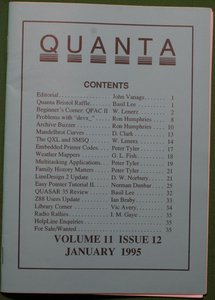 QUANTA
CONTENTS
Editorial John Vanags 1
Quanta Bristol Raffle Basil Lee 1
Beginner's Corner: QPAC II W. Lenerz 2
Problems with "devs_" Ron Humphries 8
Archive Buzzer Ron Humphries 10
Mandelbrot Curves D. Clark 13
The QXL and SMSQ W. Lenerz 14
Embedded Printer Codes Peter Tyler 17
Weather Mappers G. L. Fish 18
Multitasking Applications Peter Tyler 19
Family History Matters Peter Tyler 21
LineDesign 2 Update D. W. Norbury 21
Easy Pointer Tutorial II Norman Dunbar 25
QUASAR 35 Review Basil Lee 32
Z88 Users Update Ian Braby 33
Library Corner Vic Avery 34
Radio Rallies I. M. Gaye 35
HelpLine Enquiries 35
For Sale/Wanted 35
VOLUME 11 ISSUE 12
JANUARY 1995